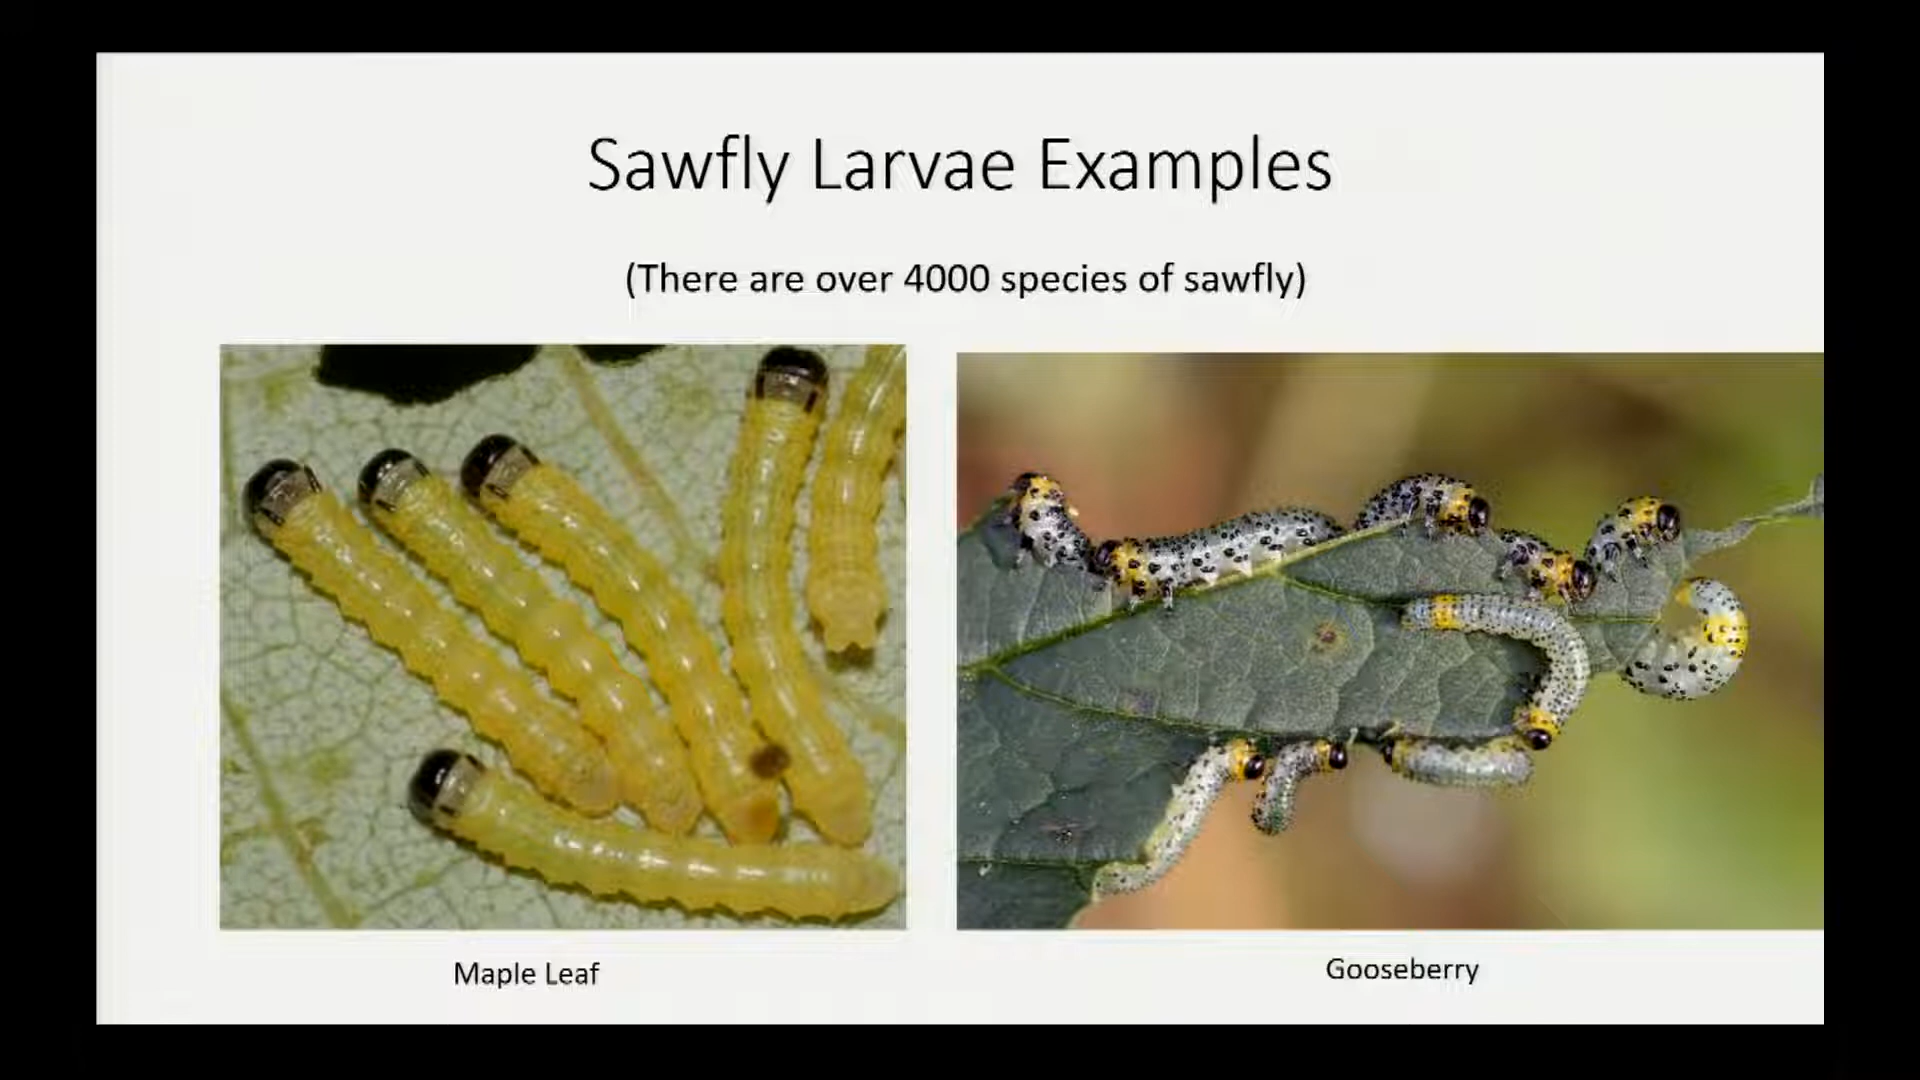 Sawfly Larvae Examples
(There are over 4000 species of sawfly)
Maple Leaf
Gooseberry